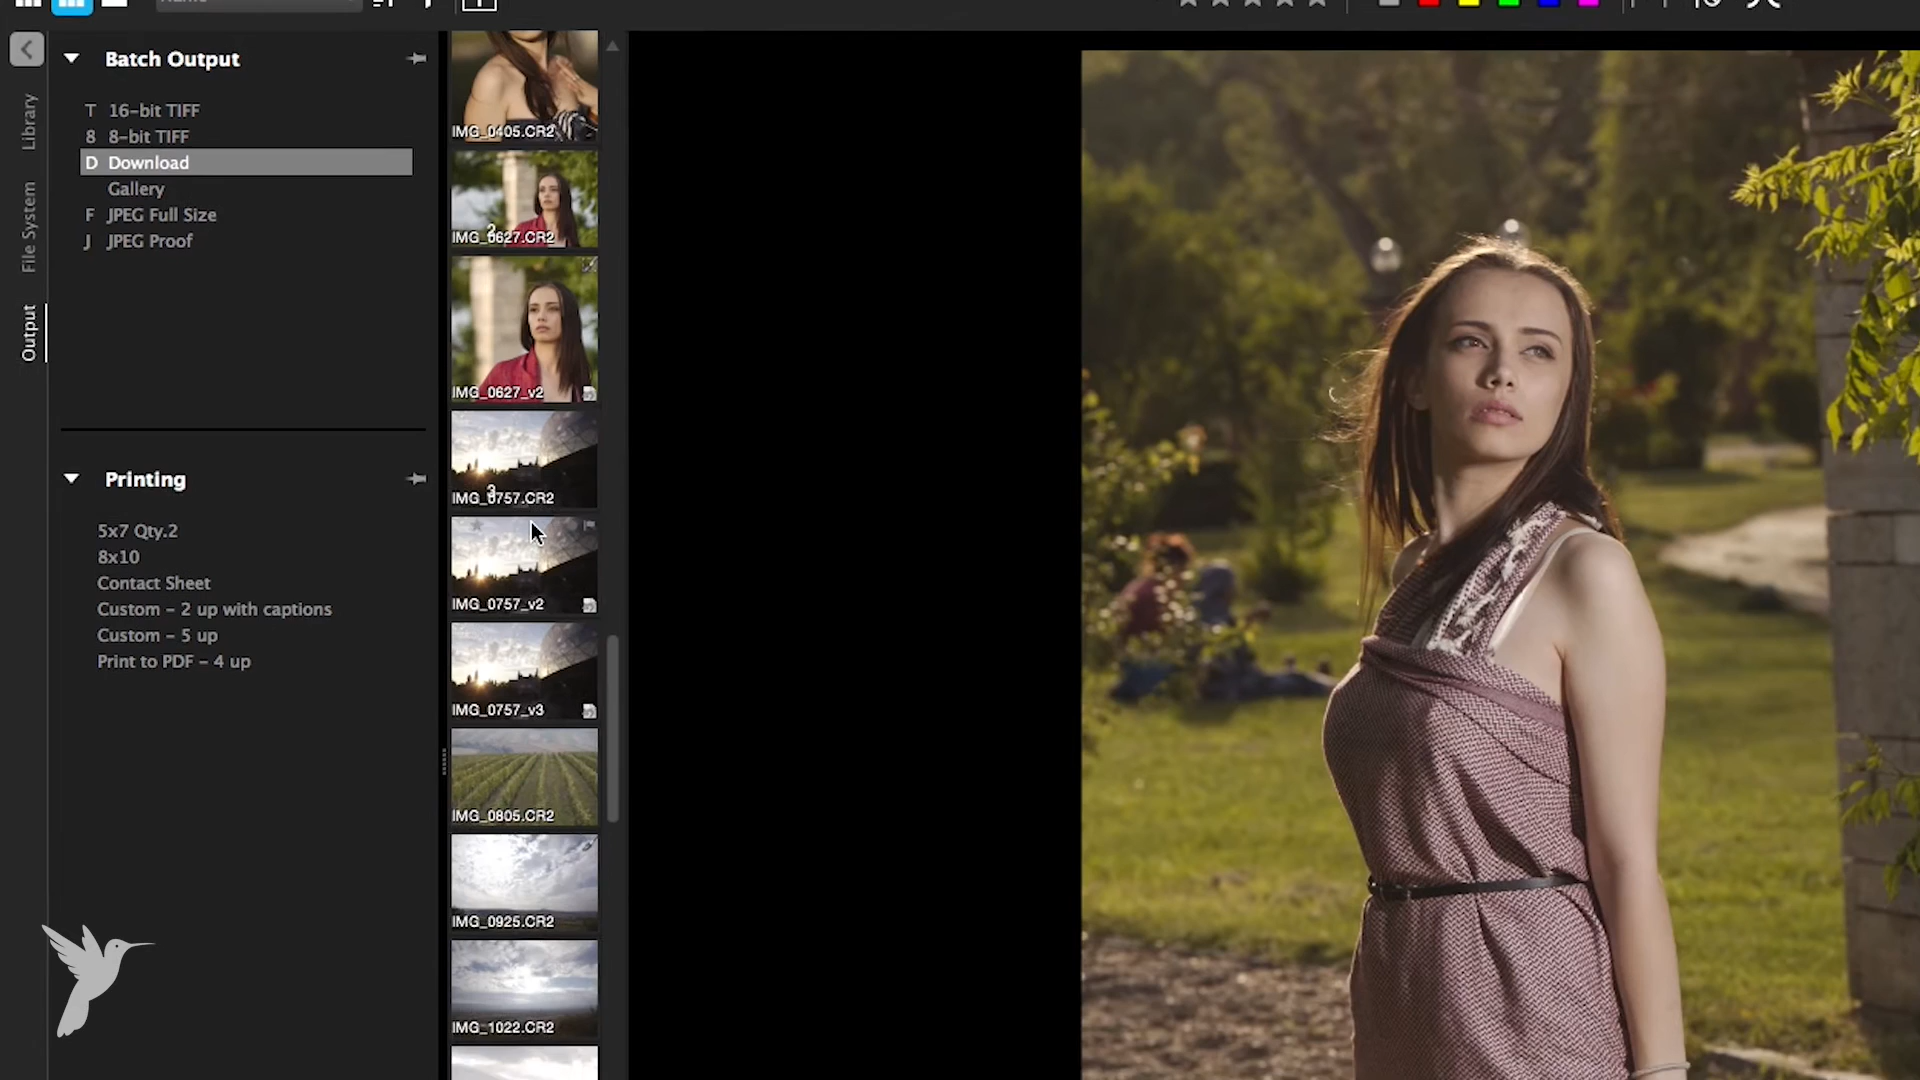 Library
File System
Output
Batch Output
T 16-bit TIFF
8 8-bit TIFF
D Download
Gallery
F JPEG Full Size
J JPEG Proof
Printing
5x7 Qty.2
8x10
Contact Sheet
Custom – 2 up with captions
Custom – 5 up
Print to PDF – 4 up
IMG_0405.CR2
2
IMG_0627.CR2
IMG_0627_v2
3
IMG_0757.CR2
IMG_0757_v2
IMG_0757_v3
IMG_0805.CR2
IMG_0925.CR2
IMG_1022.CR2